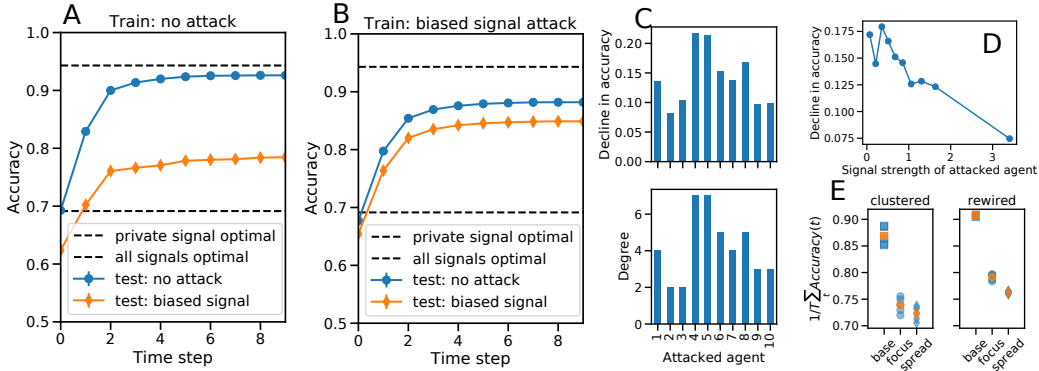 A
Train: no attack
1.0
0.9
0.8
0.7
0.6
0.5
Accuracy
0 2 4 6 8
Time step
private signal optimal
all signals optimal
test: no attack
test: biased signal
B
Train: biased signal attack
1.0
0.9
0.8
0.7
0.6
0.5
Accuracy
0 2 4 6 8
Time step
private signal optimal
all signals optimal
test: no attack
test: biased signal
C
Decline in accuracy
0.20
0.15
0.10
0.05
0.00
Degree
6
4
2
0
1 2 3 4 5 6 7 8 9 10
Attacked agent
D
Decline in accuracy
0.175
0.150
0.125
0.100
0.075
0 1 2 3
Signal strength of attacked agent
E
clustered
rewired
1/T∑Accuracy(t)
t
0.90
0.85
0.80
0.75
0.70
base
focus
spread
base
focus
spread